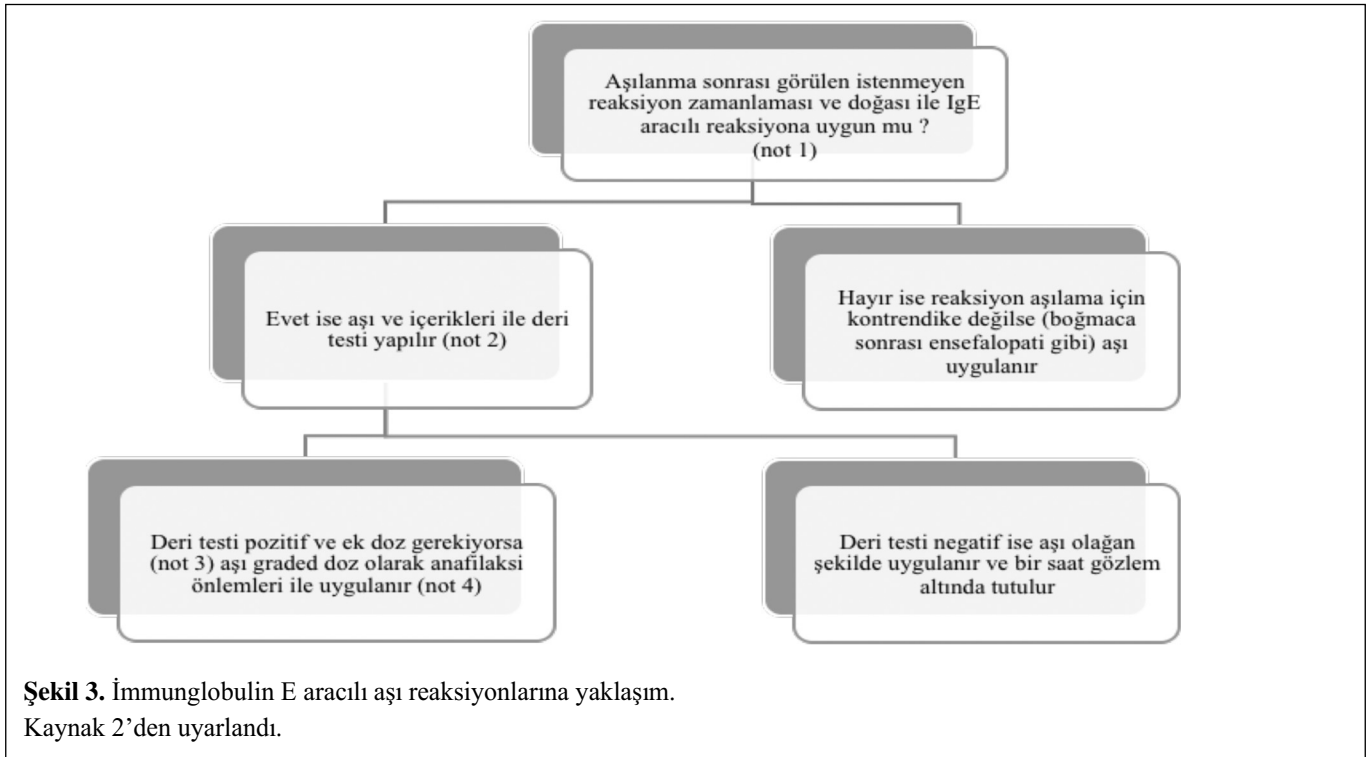 Aşılanma sonrası görülen istenmeyen
reaksiyon zamanlaması ve doğası ile IgE
aracılı reaksiyona uygun mu ?
(not 1)
Evet ise aşı ve içerikleri ile deri
testi yapılır (not 2)
Hayır ise reaksiyon aşılama için
kontrendike değilse (boğmaca
sonrası ensefalopati gibi) aşı
uygulanır
Deri testi pozitif ve ek doz gerekiyorsa
(not 3) aşı graded doz olarak anafilaksi
önlemleri ile uygulanır (not 4)
Deri testi negatif ise aşı olağan
şekilde uygulanır ve bir saat gözlem
altında tutulur
Şekil 3. İmmunglobulin E aracılı aşı reaksiyonlarına yaklaşım.
Kaynak 2’den uyarlandı.